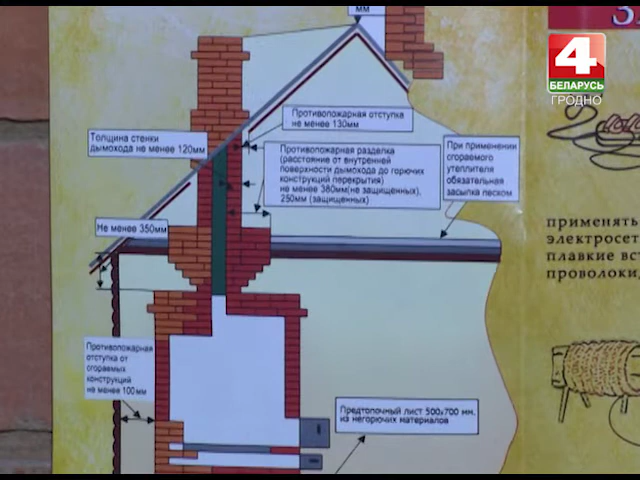 мм
4
БЕЛАРУСЬ
ГРОДНО
Противопожарная отступка
не менее 130мм
Толщина стенки
дымохода не менее 120мм
Противопожарная разделка
(расстояние от внутренней
поверхности дымохода до горючих
конструкций перекрытия)
не менее 380мм(не защищенных),
250мм (защищенных)
При применении
сгораемого
утеплителя
обязательная
засыпка песком
Не менее 350мм
применять
электросет
плавкие вст
проволоки,
Противопожарная
отступка от
сгораемых
конструкций
не менее 100мм
Предтопочный лист 500х700 мм.
из негорючих материалов